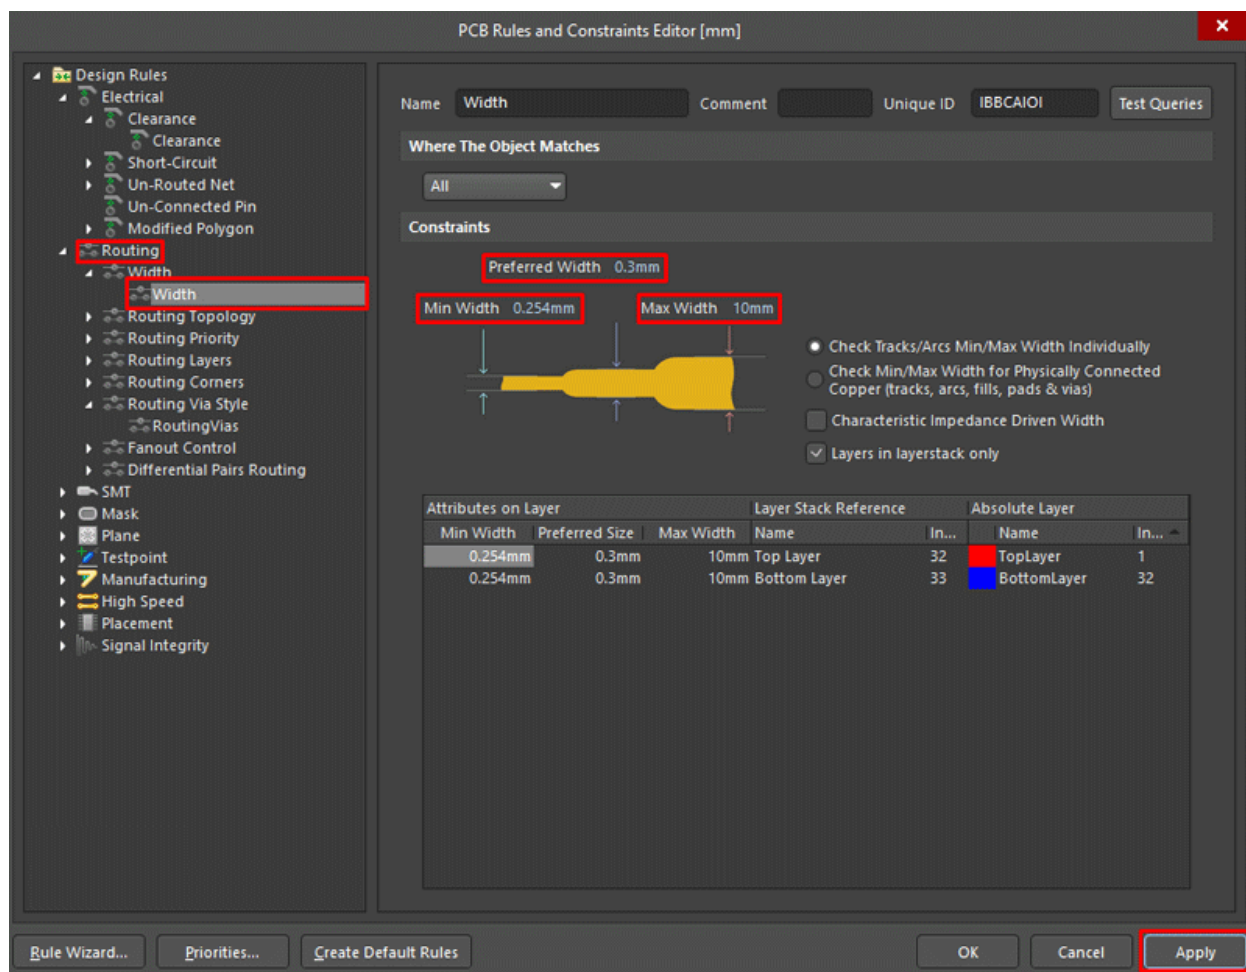 PCB Rules and Constraints Editor [mm]
Design Rules
Electrical
Clearance
Clearance
Short-Circuit
Un-Routed Net
Un-Connected Pin
Modified Polygon
Routing
Width
Width
Routing Topology
Routing Priority
Routing Layers
Routing Corners
Routing Via Style
RoutingVias
Fanout Control
Differential Pairs Routing
SMT
Mask
Plane
Testpoint
Manufacturing
High Speed
Placement
Signal Integrity
Name Width Comment Unique ID IBBCAIOI Test Queries
Where The Object Matches
All
Constraints
Preferred Width 0.3mm
Min Width 0.254mm Max Width 10mm
Check Tracks/Arcs Min/Max Width Individually
Check Min/Max Width for Physically Connected
Copper (tracks, arcs, fills, pads & vias)
Characteristic Impedance Driven Width
Layers in layerstack only
Attributes on Layer Layer Stack Reference Absolute Layer
Min Width Preferred Size Max Width Name In... Name In...
0.254mm 0.3mm 10mm Top Layer 32 TopLayer 1
0.254mm 0.3mm 10mm Bottom Layer 33 BottomLayer 32
Rule Wizard... Priorities... Create Default Rules OK Cancel Apply